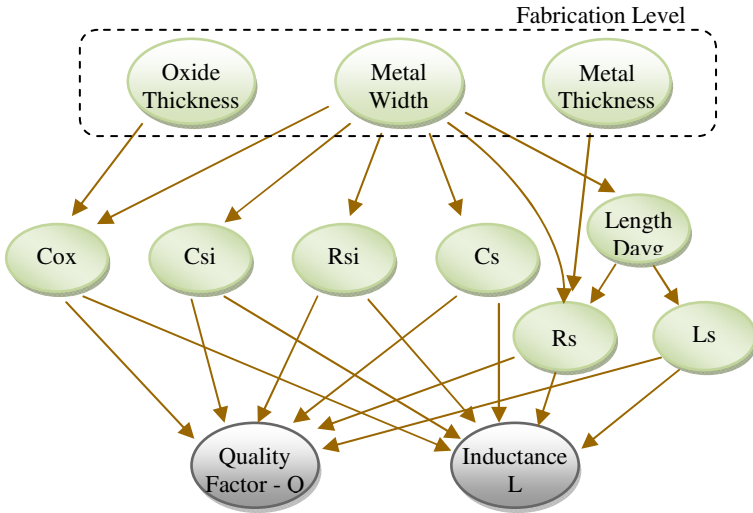 Fabrication Level
Oxide
Thickness
Metal
Width
Metal
Thickness
Cox
Csi
Rsi
Cs
Length
Davg
Rs
Ls
Quality
Factor - Q
Inductance
L